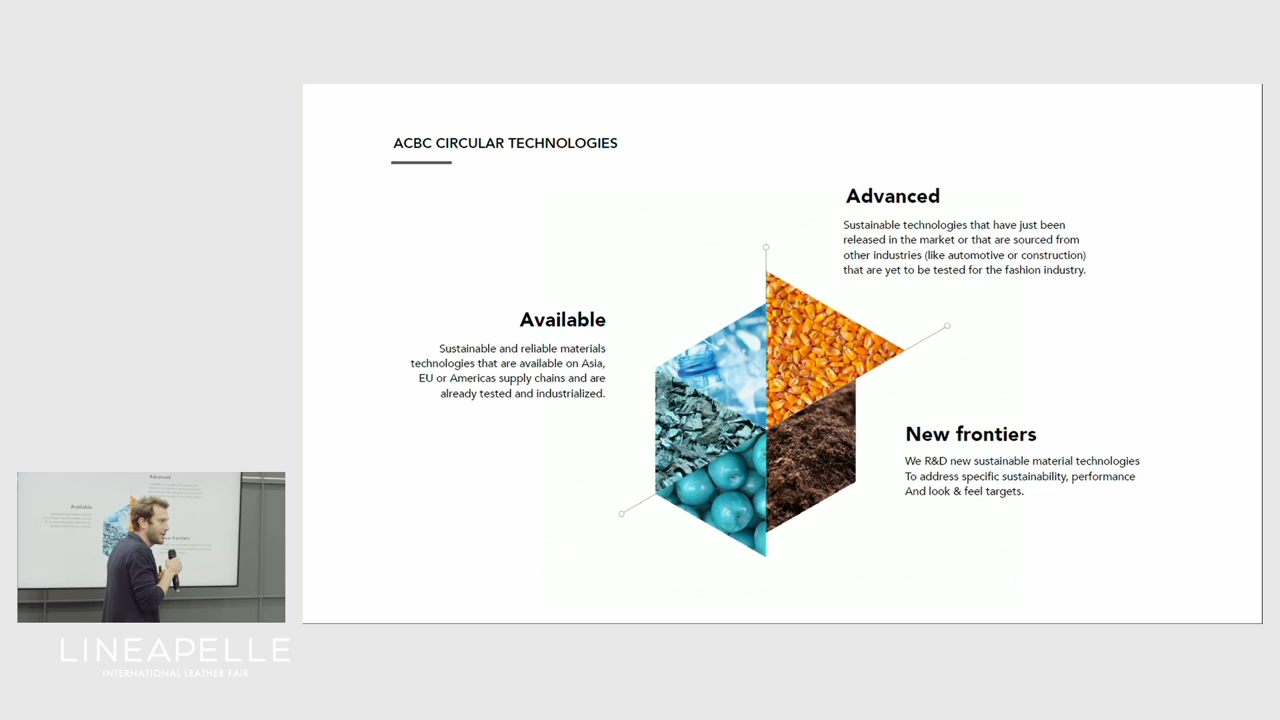 ACBC CIRCULAR TECHNOLOGIES
Advanced
Sustainable technologies that have just been
released in the market or that are sourced from
other industries (like automotive or construction)
that are yet to be tested for the fashion industry.
Available
Sustainable and reliable materials
technologies that are available on Asia,
EU or Americas supply chains and are
already tested and industrialized.
New frontiers
We R&D new sustainable material technologies
To address specific sustainability, performance
And look & feel targets.
Advanced
Available
New frontiers
LINEAPELLE
INTERNATIONAL LEATHER FAIR